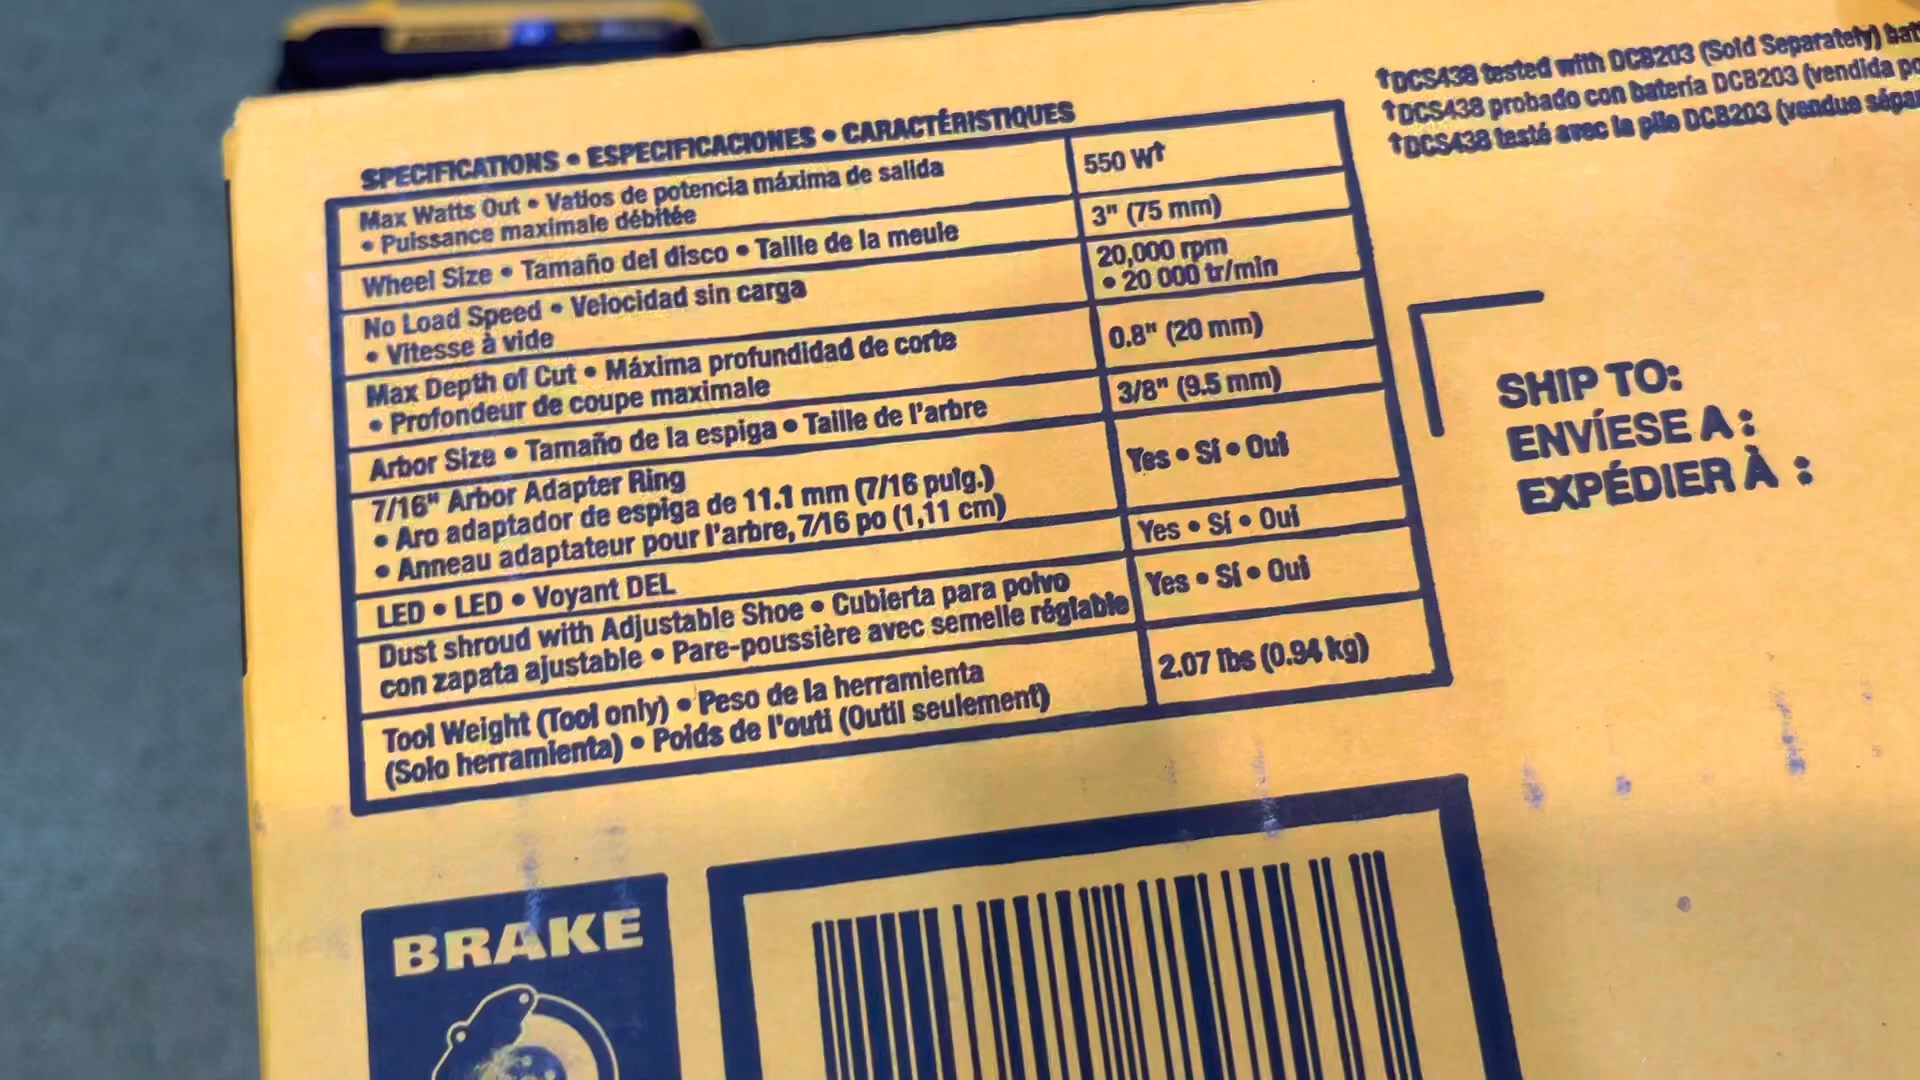 †DCS438 tested with DCB203 (Sold Separately)
†DCS438 probado con batería DCB203 (vendida
†DCS438 testé avec la pile DCB203 (vendue
SPECIFICATIONS • ESPECIFICACIONES • CARACTÉRISTIQUES
Max Watts Out • Vatios de potencia máxima de salida
• Puissance maximale débitée
550 W†
Wheel Size • Tamaño del disco • Taille de la meule
3" (75 mm)
No Load Speed • Velocidad sin carga
• Vitesse à vide
20,000 rpm
• 20 000 tr/min
Max Depth of Cut • Máxima profundidad de corte
• Profondeur de coupe maximale
0.8" (20 mm)
Arbor Size • Tamaño de la espiga • Taille de l'arbre
3/8" (9.5 mm)
7/16" Arbor Adapter Ring
• Aro adaptador de espiga de 11.1 mm (7/16 pulg.)
• Anneau adaptateur pour l'arbre, 7/16 po (1,11 cm)
Yes • Sí • Oui
LED • LED • Voyant DEL
Yes • Sí • Oui
Dust shroud with Adjustable Shoe • Cubierta para polvo
con zapata ajustable • Pare-poussière avec semelle réglable
Yes • Sí • Oui
Tool Weight (Tool only) • Peso de la herramienta
(Solo herramienta) • Poids de l'outi (Outil seulement)
2.07 lbs (0.94 kg)
SHIP TO:
ENVÍESE A :
EXPÉDIER À :
BRAKE